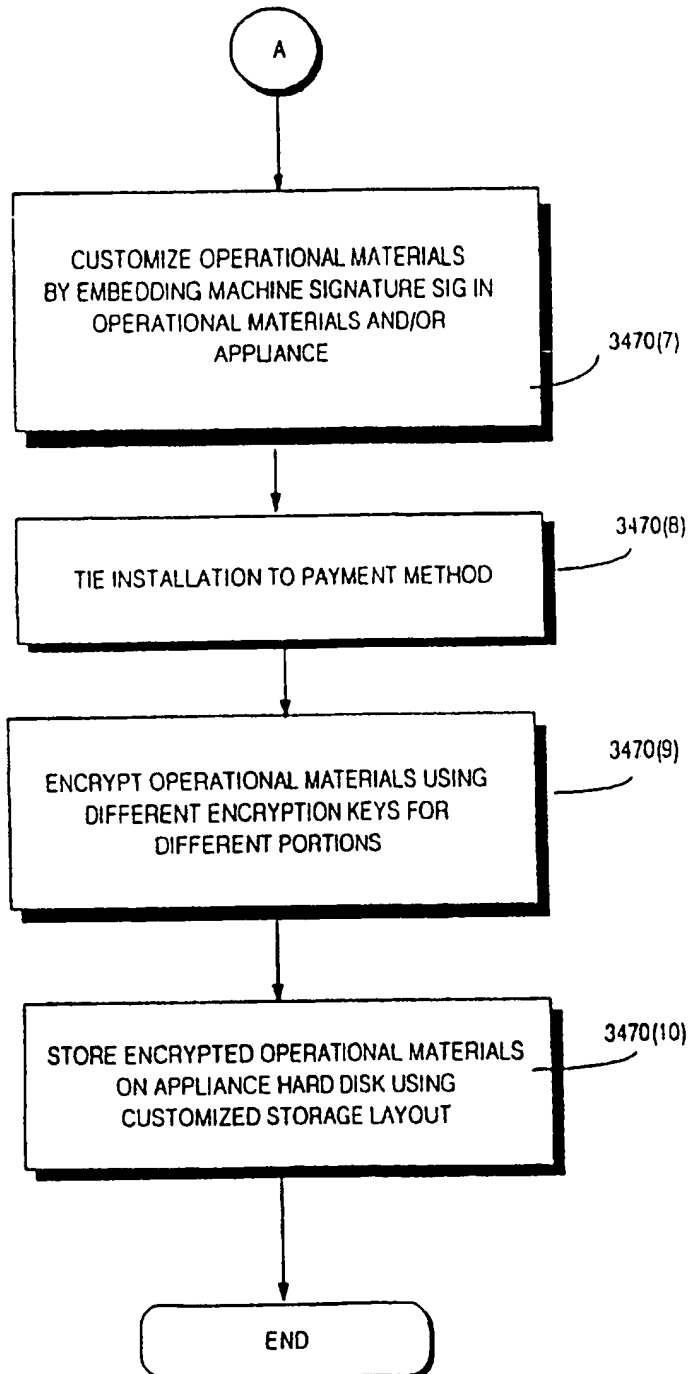 A
CUSTOMIZE OPERATIONAL MATERIALS
BY EMBEDDING MACHINE SIGNATURE SIG IN
OPERATIONAL MATERIALS AND/OR
APPLIANCE
3470(7)
3470(8)
TIE INSTALLATION TO PAYMENT METHOD
3470(9)
ENCRYPT OPERATIONAL MATERIALS USING
DIFFERENT ENCRYPTION KEYS FOR
DIFFERENT PORTIONS
3470(10)
STORE ENCRYPTED OPERATIONAL MATERIALS
ON APPLIANCE HARD DISK USING
CUSTOMIZED STORAGE LAYOUT
END